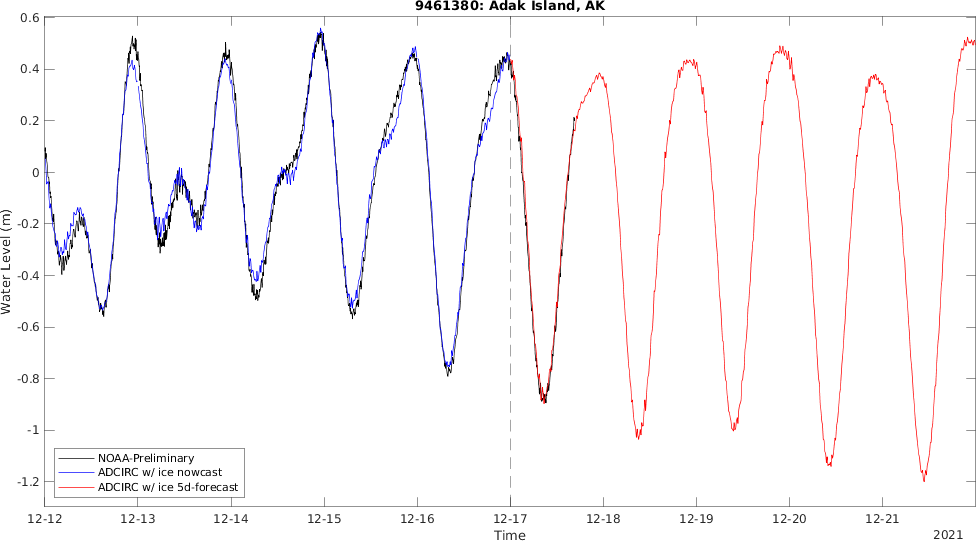 9461380: Adak Island, AK
0.6
0.4
0.2
0
-0.2
-0.4
-0.6
-0.8
-1
-1.2
Water Level (m)
NOAA-Preliminary
ADCIRC w/ ice nowcast
ADCIRC w/ ice 5d-forecast
12-12 12-13 12-14 12-15 12-16 12-17 12-18 12-19 12-20 12-21
Time
2021